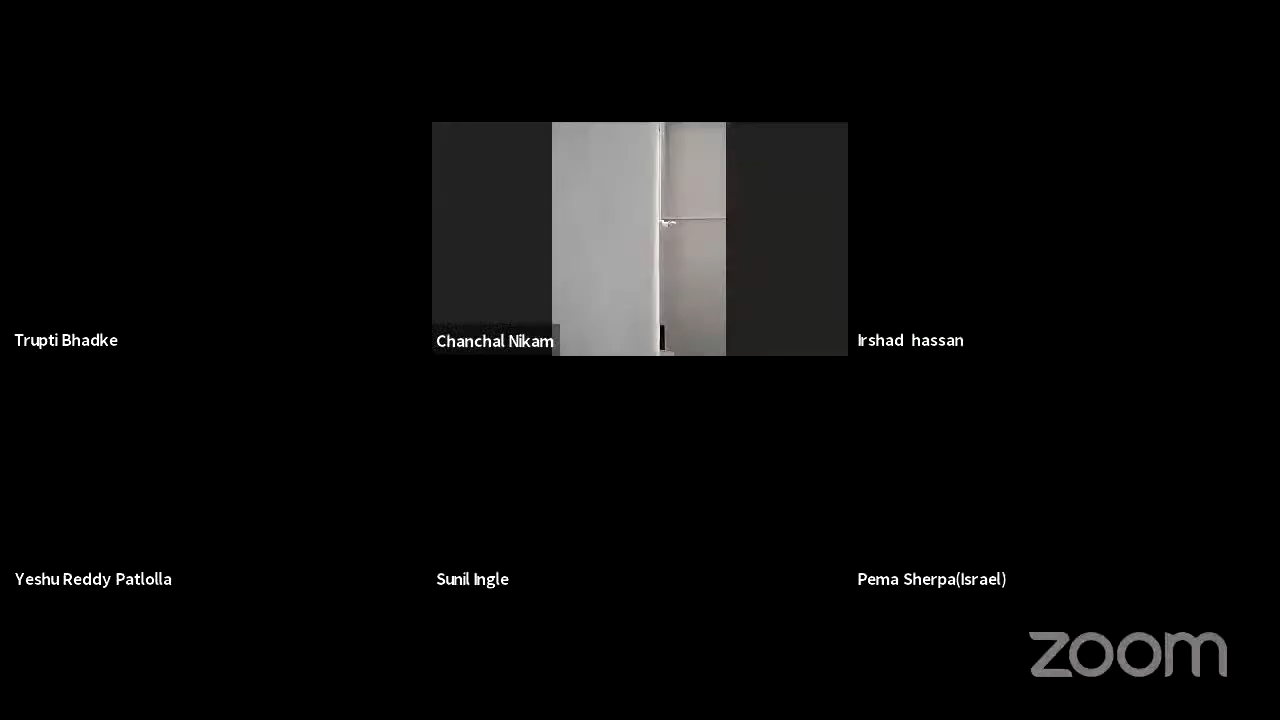 Trupti Bhadke
Chanchal Nikam
Irshad hassan
Yeshu Reddy Patlolla
Sunil Ingle
Pema Sherpa(Israel)
zoom